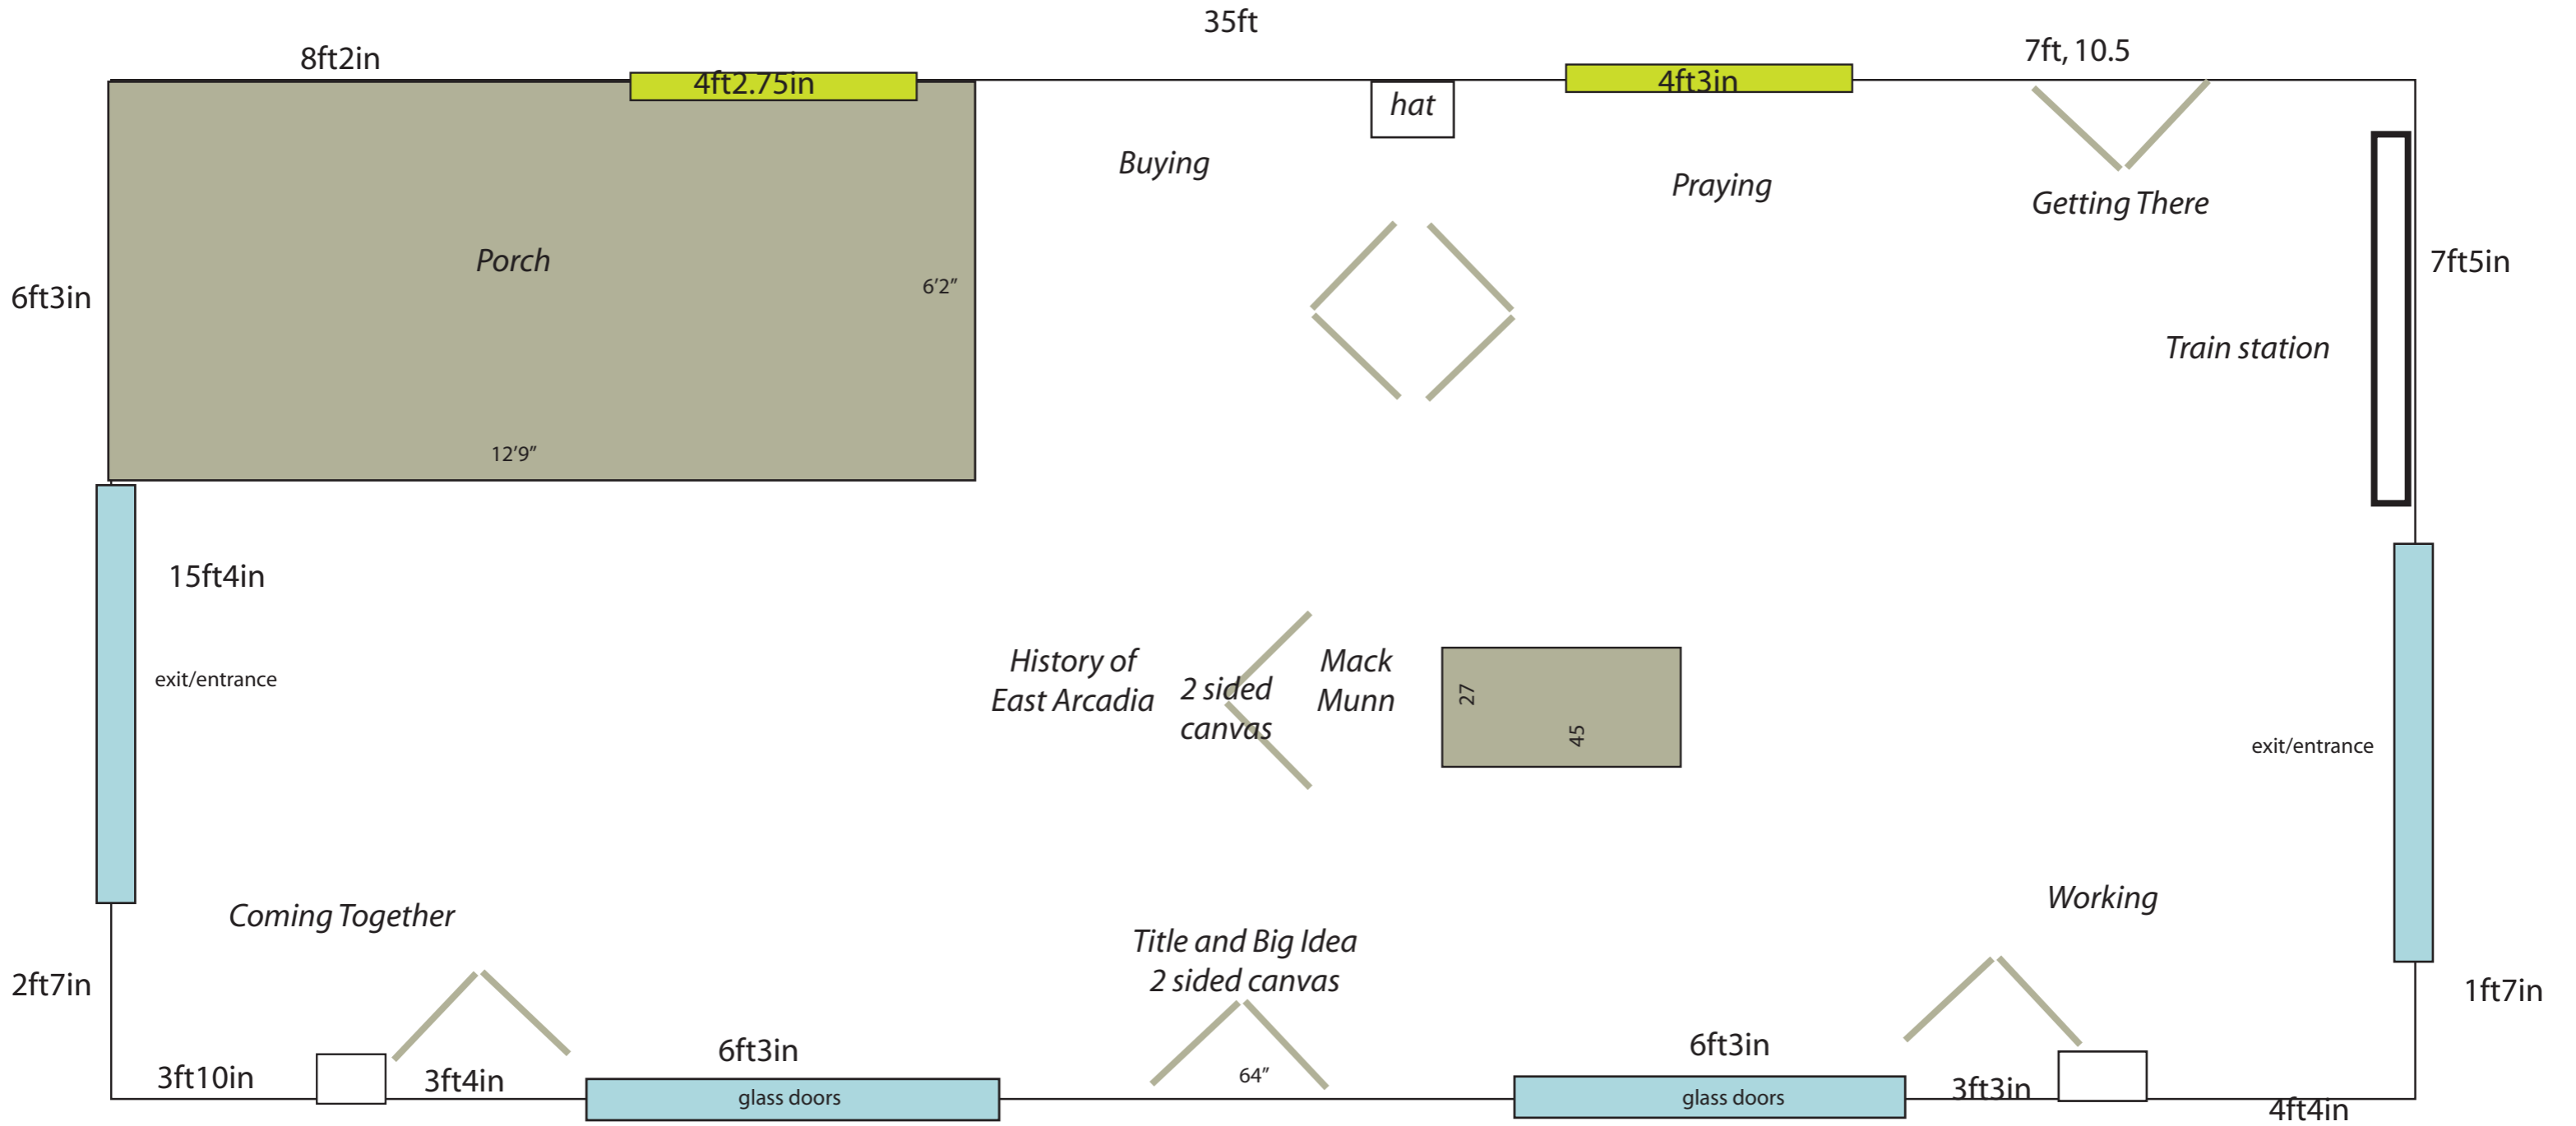 35ft
8ft2in
4ft2.75in
4ft3in
7ft, 10.5
hat
Buying
Praying
Getting There
Porch
6'2"
6ft3in
7ft5in
Train station
12'9"
15ft4in
exit/entrance
History of
East Arcadia
2 sided
canvas
Mack
Munn
27
45
exit/entrance
Coming Together
Working
Title and Big Idea
2 sided canvas
2ft7in
1ft7in
3ft10in
3ft4in
6ft3in
glass doors
64"
6ft3in
glass doors
3ft3in
4ft4in